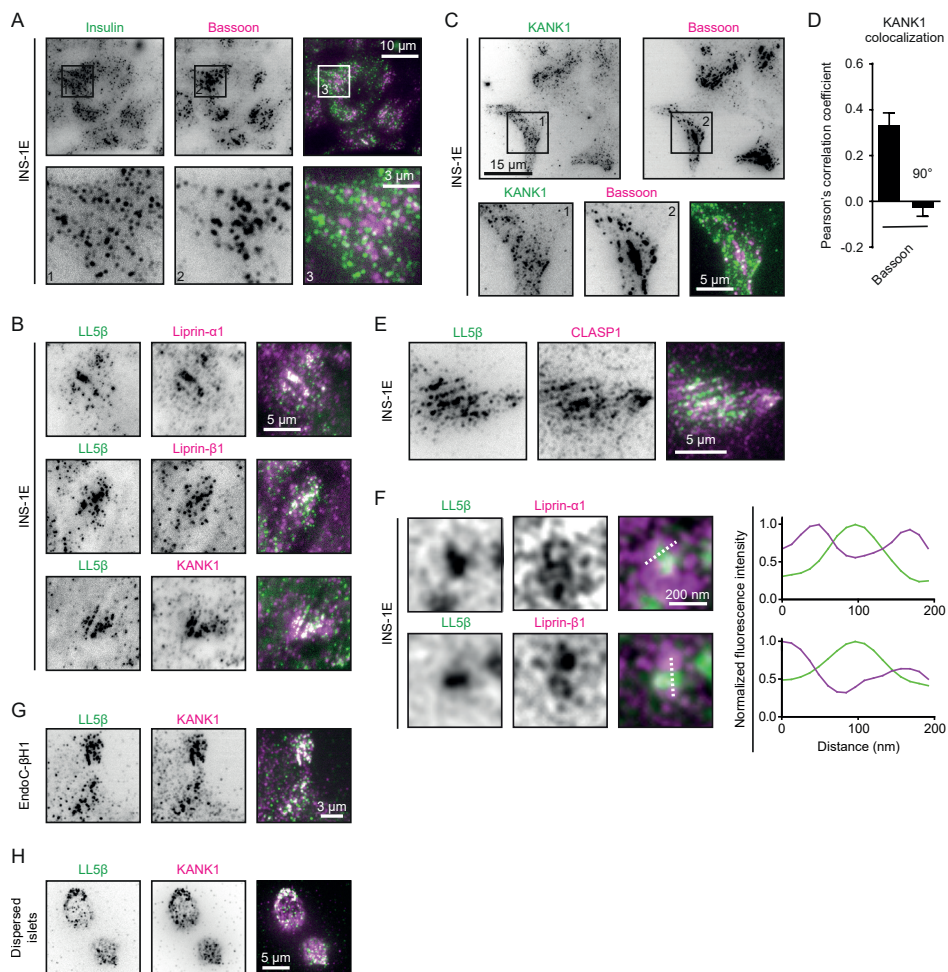 A
Insulin
Bassoon
INS-1E
10 µm
1
2
3
3 µm
1
2
3
B
LL5β
Liprin-α1
INS-1E
5 µm
LL5β
Liprin-β1
LL5β
KANK1
C
KANK1
Bassoon
INS-1E
1
2
15 µm
KANK1
Bassoon
1
2
5 µm
D
KANK1
colocalization
Pearson's correlation coefficient
0.6
0.4
0.2
0.0
-0.2
90°
Bassoon
E
LL5β
CLASP1
INS-1E
5 µm
F
LL5β
Liprin-α1
INS-1E
200 nm
LL5β
Liprin-β1
Normalized fluorescence intensity
1.0
0.5
0.0
0
100
200
1.0
0.5
0.0
0
100
200
Distance (nm)
G
LL5β
KANK1
EndoC-βH1
3 µm
H
LL5β
KANK1
Dispersed
islets
5 µm